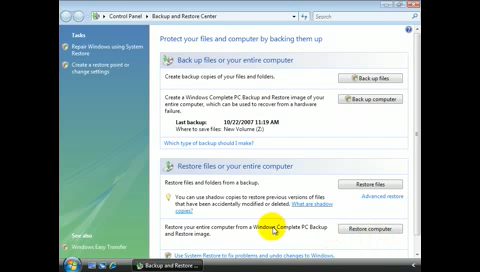 Control Panel ▸ Backup and Restore Center
Search
Tasks
Repair Windows using System
Restore
Create a restore point or
change settings
Protect your files and computer by backing them up
Back up files or your entire computer
Create backup copies of your files and folders.
Back up files
Create a Windows Complete PC Backup and Restore image of your
entire computer, which can be used to recover from a hardware
failure.
Back up computer
Last backup: 10/22/2007 11:19 AM
Where to save files: New Volume (Z:)
Which type of backup should I make?
Restore files or your entire computer
Restore files and folders from a backup.
Restore files
You can use shadow copies to restore previous versions of files
that have been accidentally modified or deleted. What are shadow
copies?
Advanced restore
Restore your entire computer from a Windows Complete PC Backup
and Restore image.
Restore computer
See also
Windows Easy Transfer
Use System Restore to fix problems and undo changes to Windows.
Backup and Restore ...